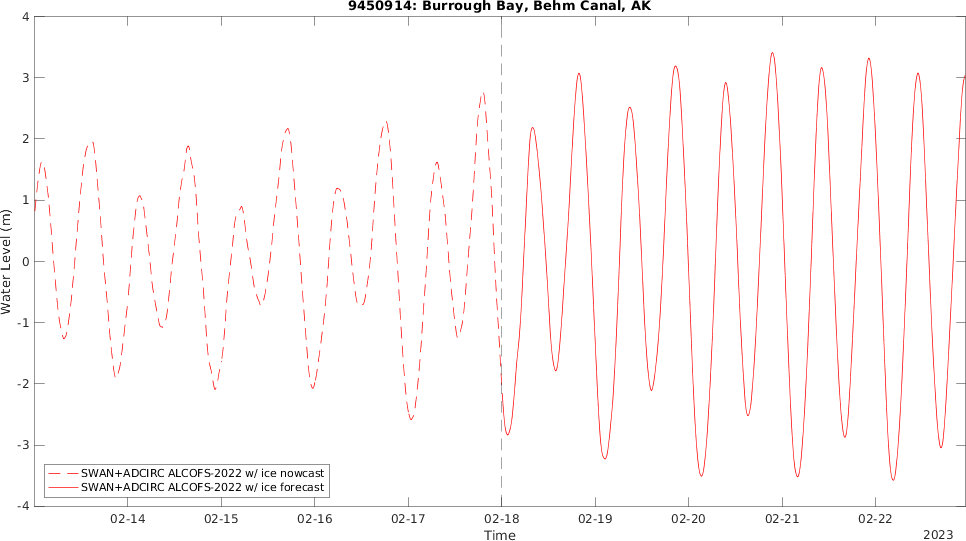 9450914: Burrough Bay, Behm Canal, AK
4
3
2
1
0
-1
-2
-3
-4
Water Level (m)
SWAN+ADCIRC ALCOFS-2022 w/ ice nowcast
SWAN+ADCIRC ALCOFS-2022 w/ ice forecast
02-14 02-15 02-16 02-17 02-18 02-19 02-20 02-21 02-22
Time
2023